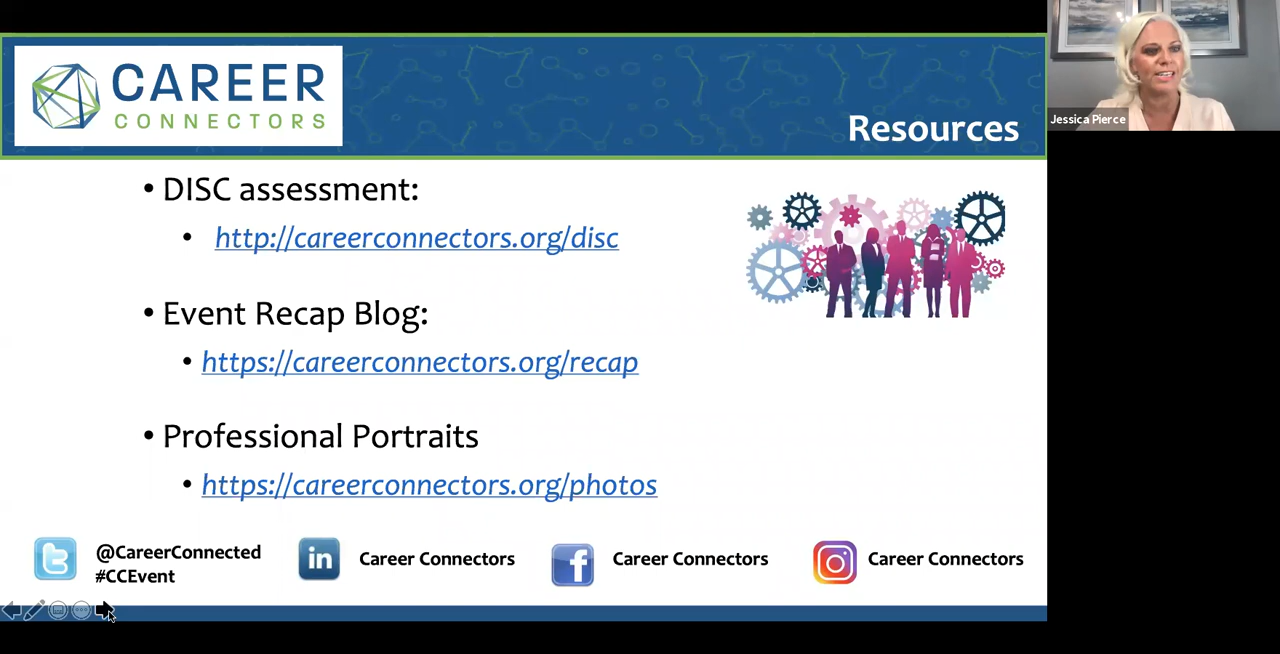 CAREER
CONNECTORS
Resources
Jessica Pierce
• DISC assessment:
• http://careerconnectors.org/disc
• Event Recap Blog:
• https://careerconnectors.org/recap
• Professional Portraits
• https://careerconnectors.org/photos
@CareerConnected
#CCEvent
in
Career Connectors
f
Career Connectors
Career Connectors